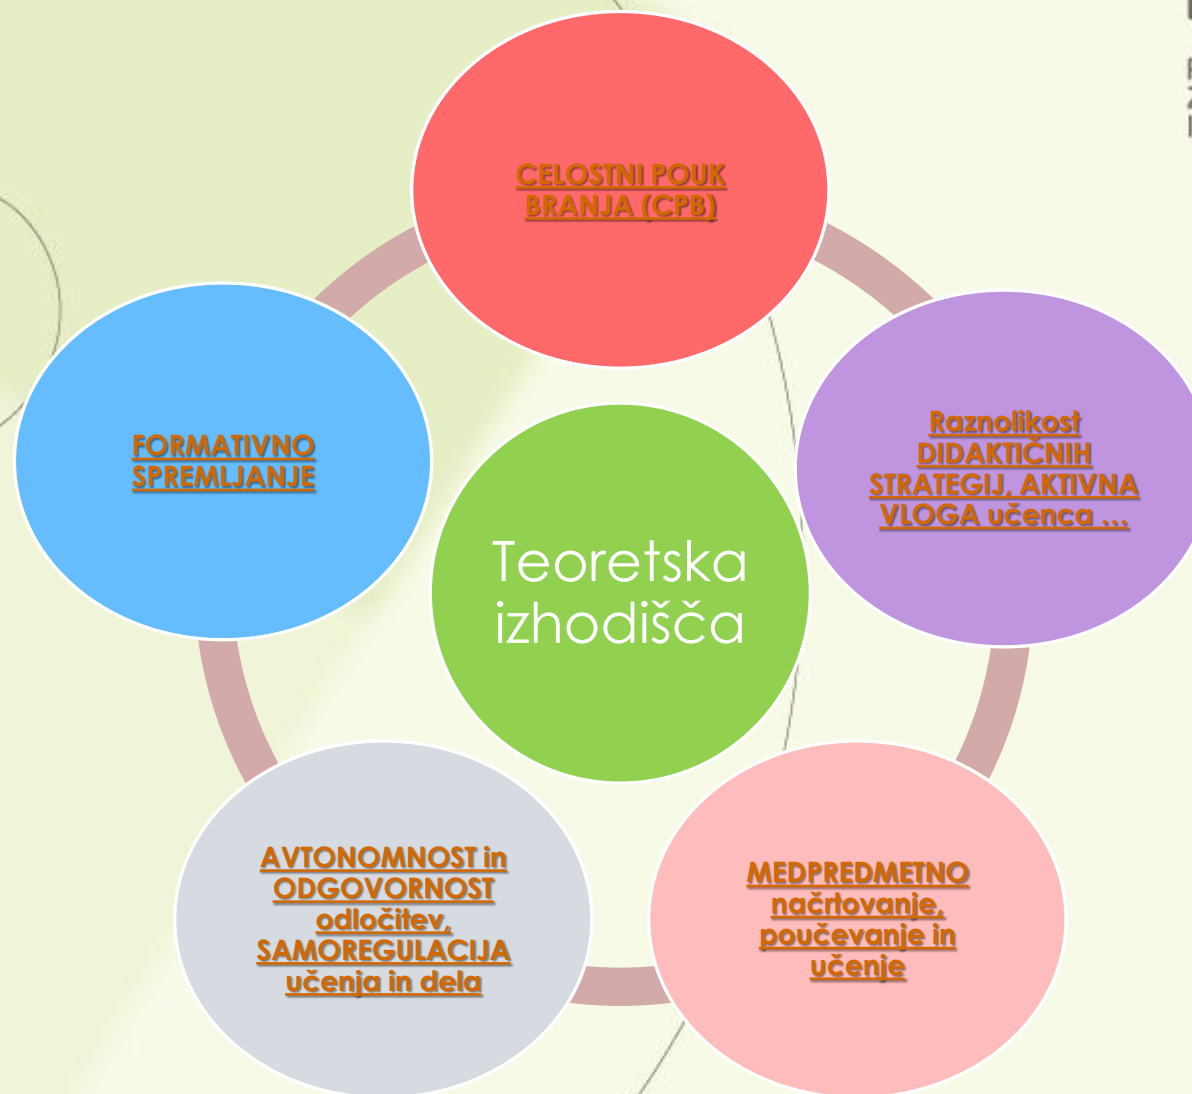 CELOSTNI POUK
BRANJA (CPB)
Raznolikost
DIDAKTIČNIH
STRATEGIJ, AKTIVNA
VLOGA učenca ...
MEDPREDMETNO
načrtovanje,
poučevanje in
učenje
AVTONOMNOST in
ODGOVORNOST
odločitev,
SAMOREGULACIJA
učenja in dela
FORMATIVNO
SPREMLJANJE
Teoretska
izhodišča